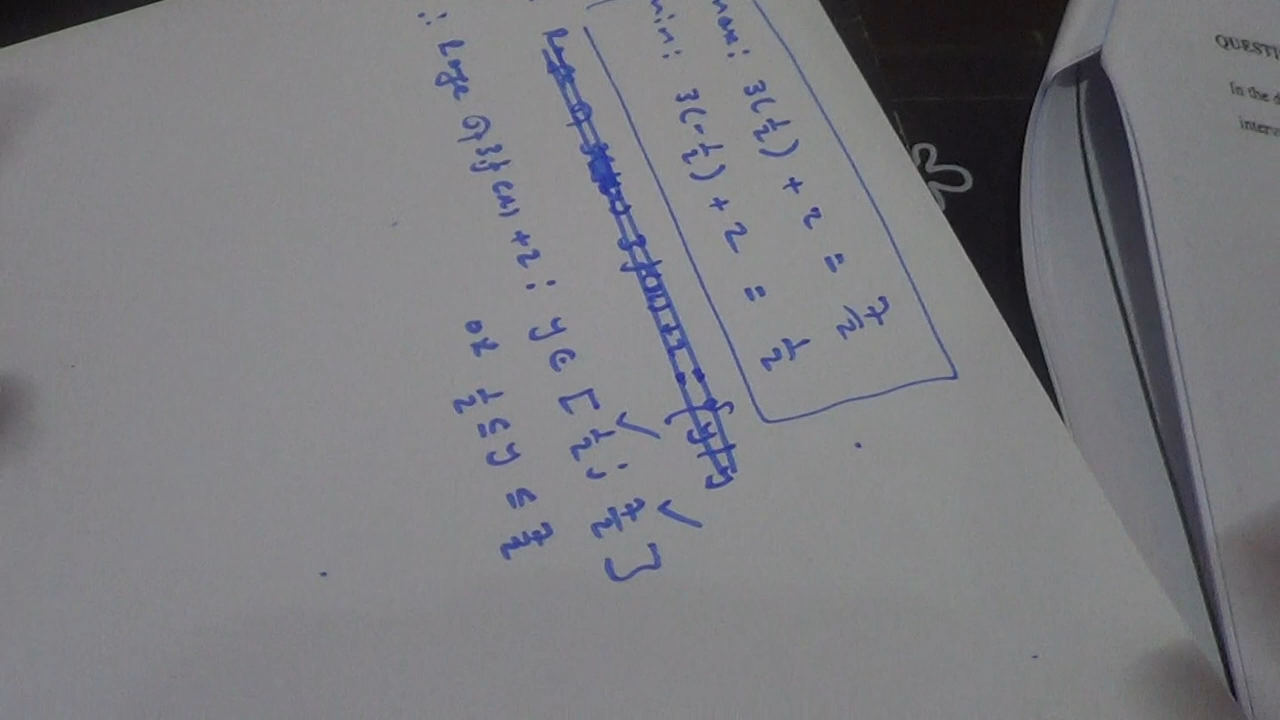 max: 3(1/2) + 2 = 7/2
min: 3(-1/2) + 2 = 1/2
∴ Range of 3f(x) + 2 : y ∈ [1/2 ; 7/2]
or 1/2 ≤ y ≤ 7/2
QUESTI
In the d
interv